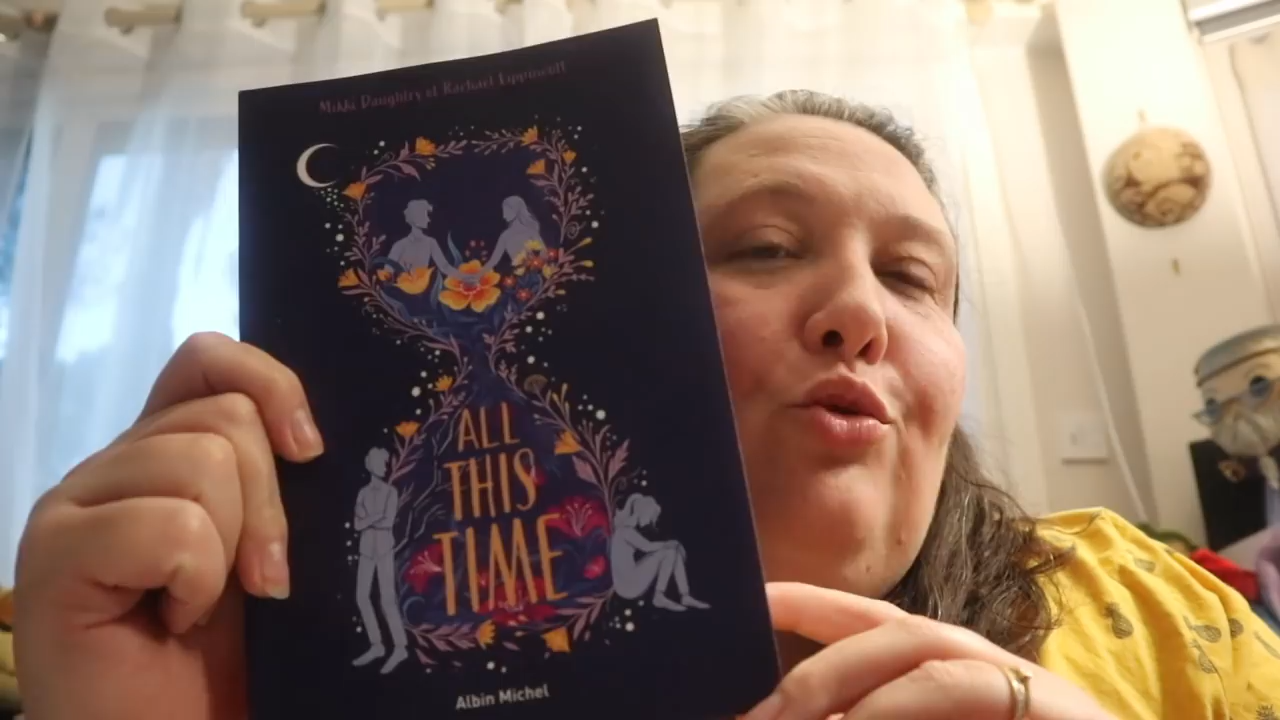 Mikki Daughtry et Rachael Lippincott
ALL
THIS
TIME
Albin Michel